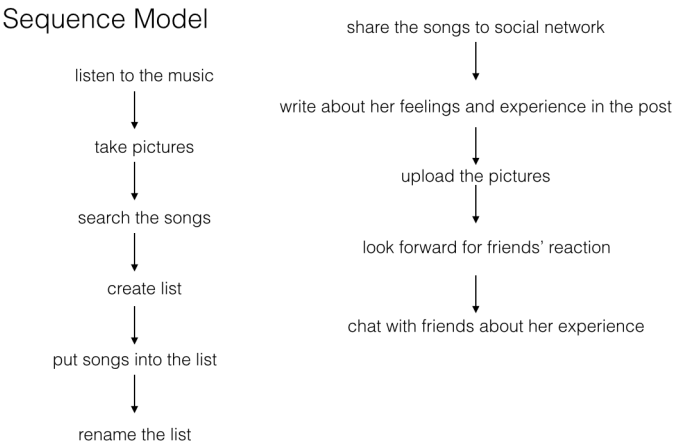 Sequence Model
listen to the music
take pictures
search the songs
create list
put songs into the list
rename the list
share the songs to social network
write about her feelings and experience in the post
upload the pictures
look forward for friends' reaction
chat with friends about her experience